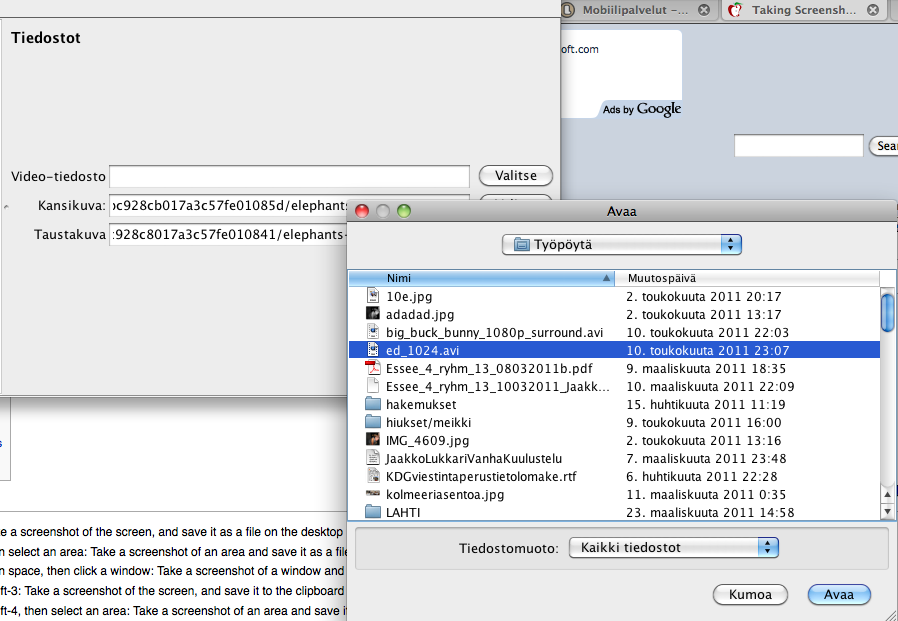 Mobiilipalvelut -...
Taking Screensh...
Tiedostot
oft.com
Ads by Google
Sear
Video-tiedosto
Valitse
Kansikuva:
c928cb017a3c57fe01085d/elephants
Taustakuva
:928c8017a3c57fe010841/elephants-
Avaa
Työpöytä
Nimi
Muutospäivä
10e.jpg
2. toukokuuta 2011 20:17
adadad.jpg
2. toukokuuta 2011 13:17
big_buck_bunny_1080p_surround.avi
10. toukokuuta 2011 22:03
ed_1024.avi
10. toukokuuta 2011 23:07
Essee_4_ryhm_13_08032011b.pdf
9. maaliskuuta 2011 18:35
Essee_4_ryhm_13_10032011_Jaakk...
10. maaliskuuta 2011 22:09
hakemukset
15. huhtikuuta 2011 11:19
hiukset/meikki
9. toukokuuta 2011 16:00
IMG_4609.jpg
2. toukokuuta 2011 13:16
JaakkoLukkariVanhaKuulustelu
7. maaliskuuta 2011 23:48
KDGviestintaperustietolomake.rtf
6. huhtikuuta 2011 22:28
kolmeeriasentoa.jpg
11. maaliskuuta 2011 0:35
LAHTI
23. maaliskuuta 2011 14:58
s
e a screenshot of the screen, and save it as a file on the desktop
n select an area: Take a screenshot of an area and save it as a file
n space, then click a window: Take a screenshot of a window and
ft-3: Take a screenshot of the screen, and save it to the clipboard
ft-4, then select an area: Take a screenshot of an area and save i
Tiedostomuoto:
Kaikki tiedostot
Kumoa
Avaa